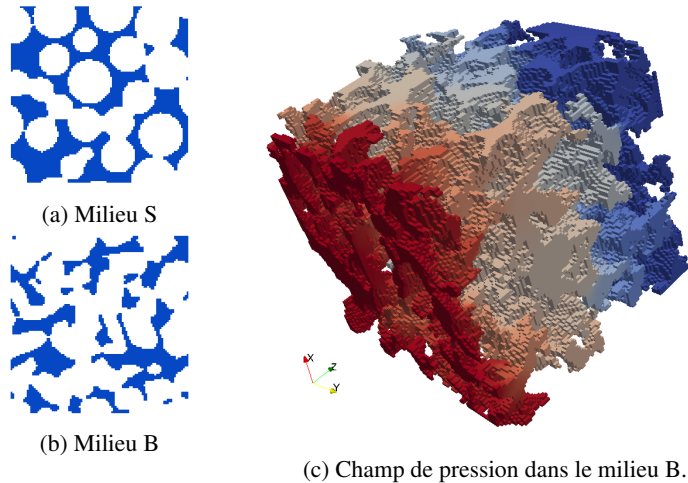 (a) Milieu S
(b) Milieu B
X
Z
Y
(c) Champ de pression dans le milieu B.